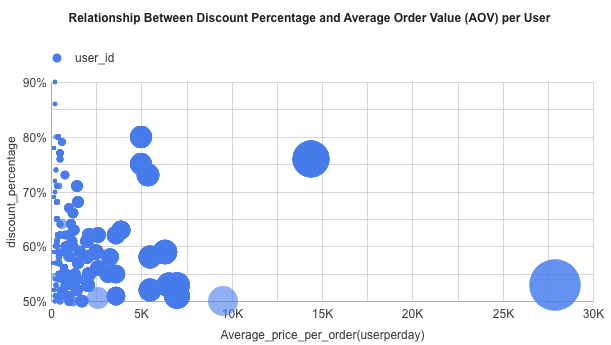 Relationship Between Discount Percentage and Average Order Value (AOV) per User
user_id
90%
80%
70%
60%
50%
discount_percentage
0 5K 10K 15K 20K 25K 30K
Average_price_per_order(userperday)